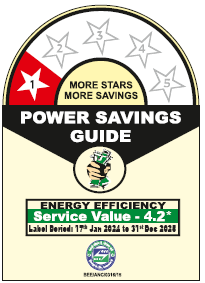 1 2 3 4 5
MORE STARS
MORE SAVINGS
POWER SAVINGS
GUIDE
ENERGY EFFICIENCY
Service Value - 4.2*
Label Period: 17th Jan 2024 to 31st Dec 2025